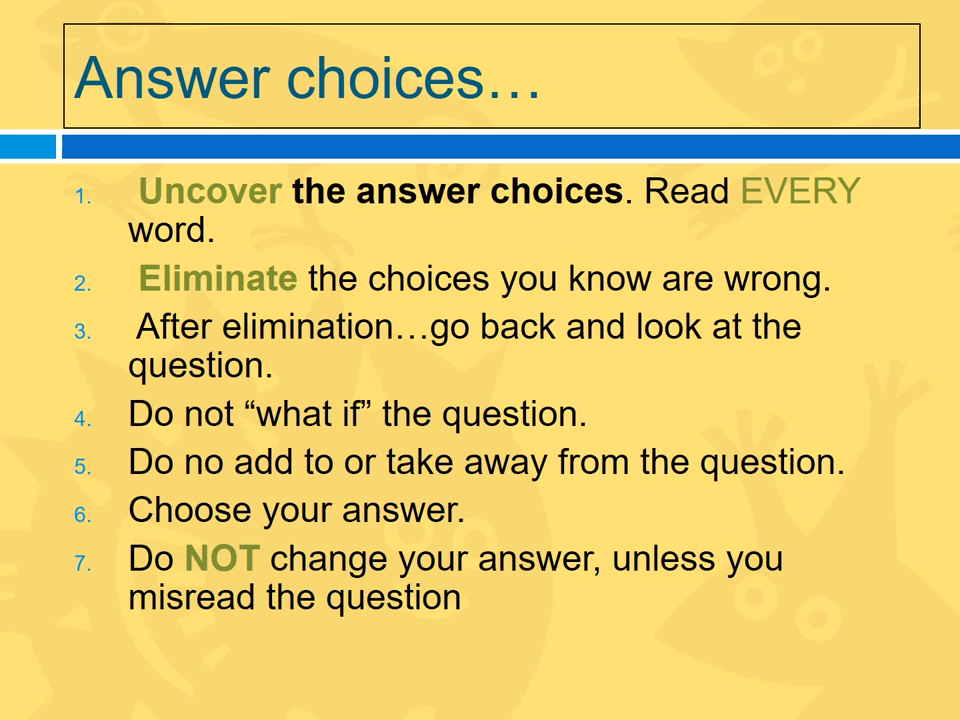 Answer choices…
1. Uncover the answer choices. Read EVERY
word.
2. Eliminate the choices you know are wrong.
3. After elimination…go back and look at the
question.
4. Do not “what if” the question.
5. Do no add to or take away from the question.
6. Choose your answer.
7. Do NOT change your answer, unless you
misread the question